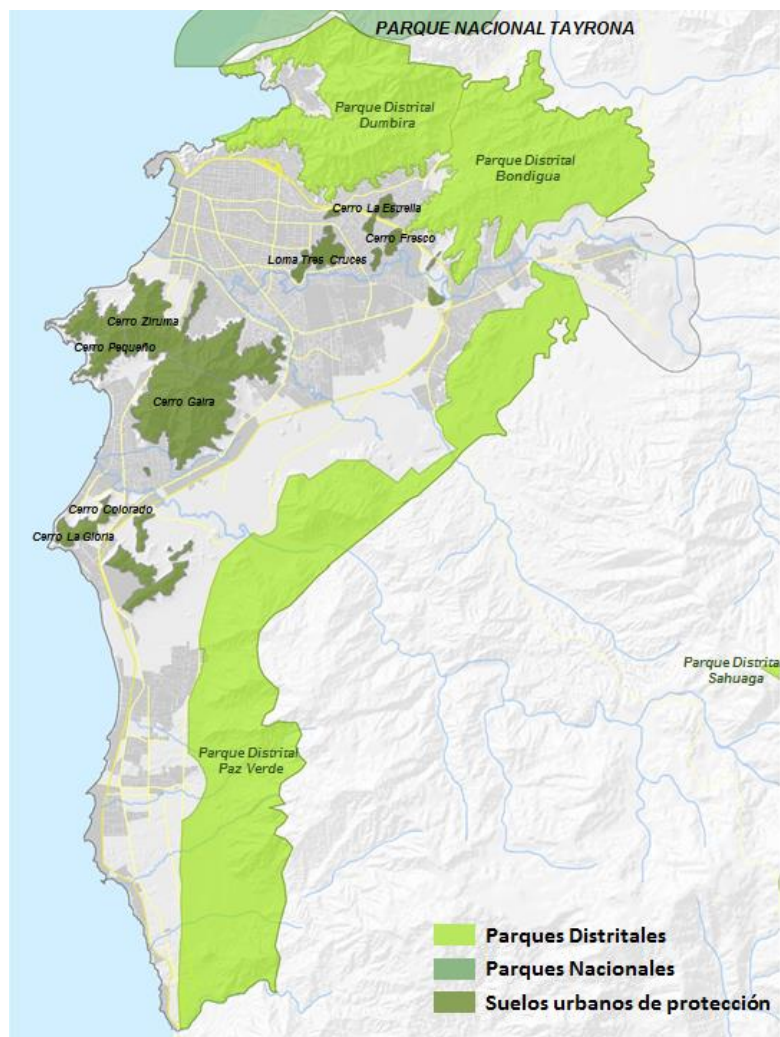 PARQUE NACIONAL TAYRONA
Parque Distrital
Dumbira
Parque Distrital
Bondigua
Cerro La Estrella
Cerro Fresco
Loma Tres Cruces
Cerro Ziruma
Cerro Pequeño
Cerro Gaira
Cerro Colorado
Cerro La Gloria
Parque Distrita
Sahuaga
Parque Distrital
Paz Verde
Parques Distritales
Parques Nacionales
Suelos urbanos de protección